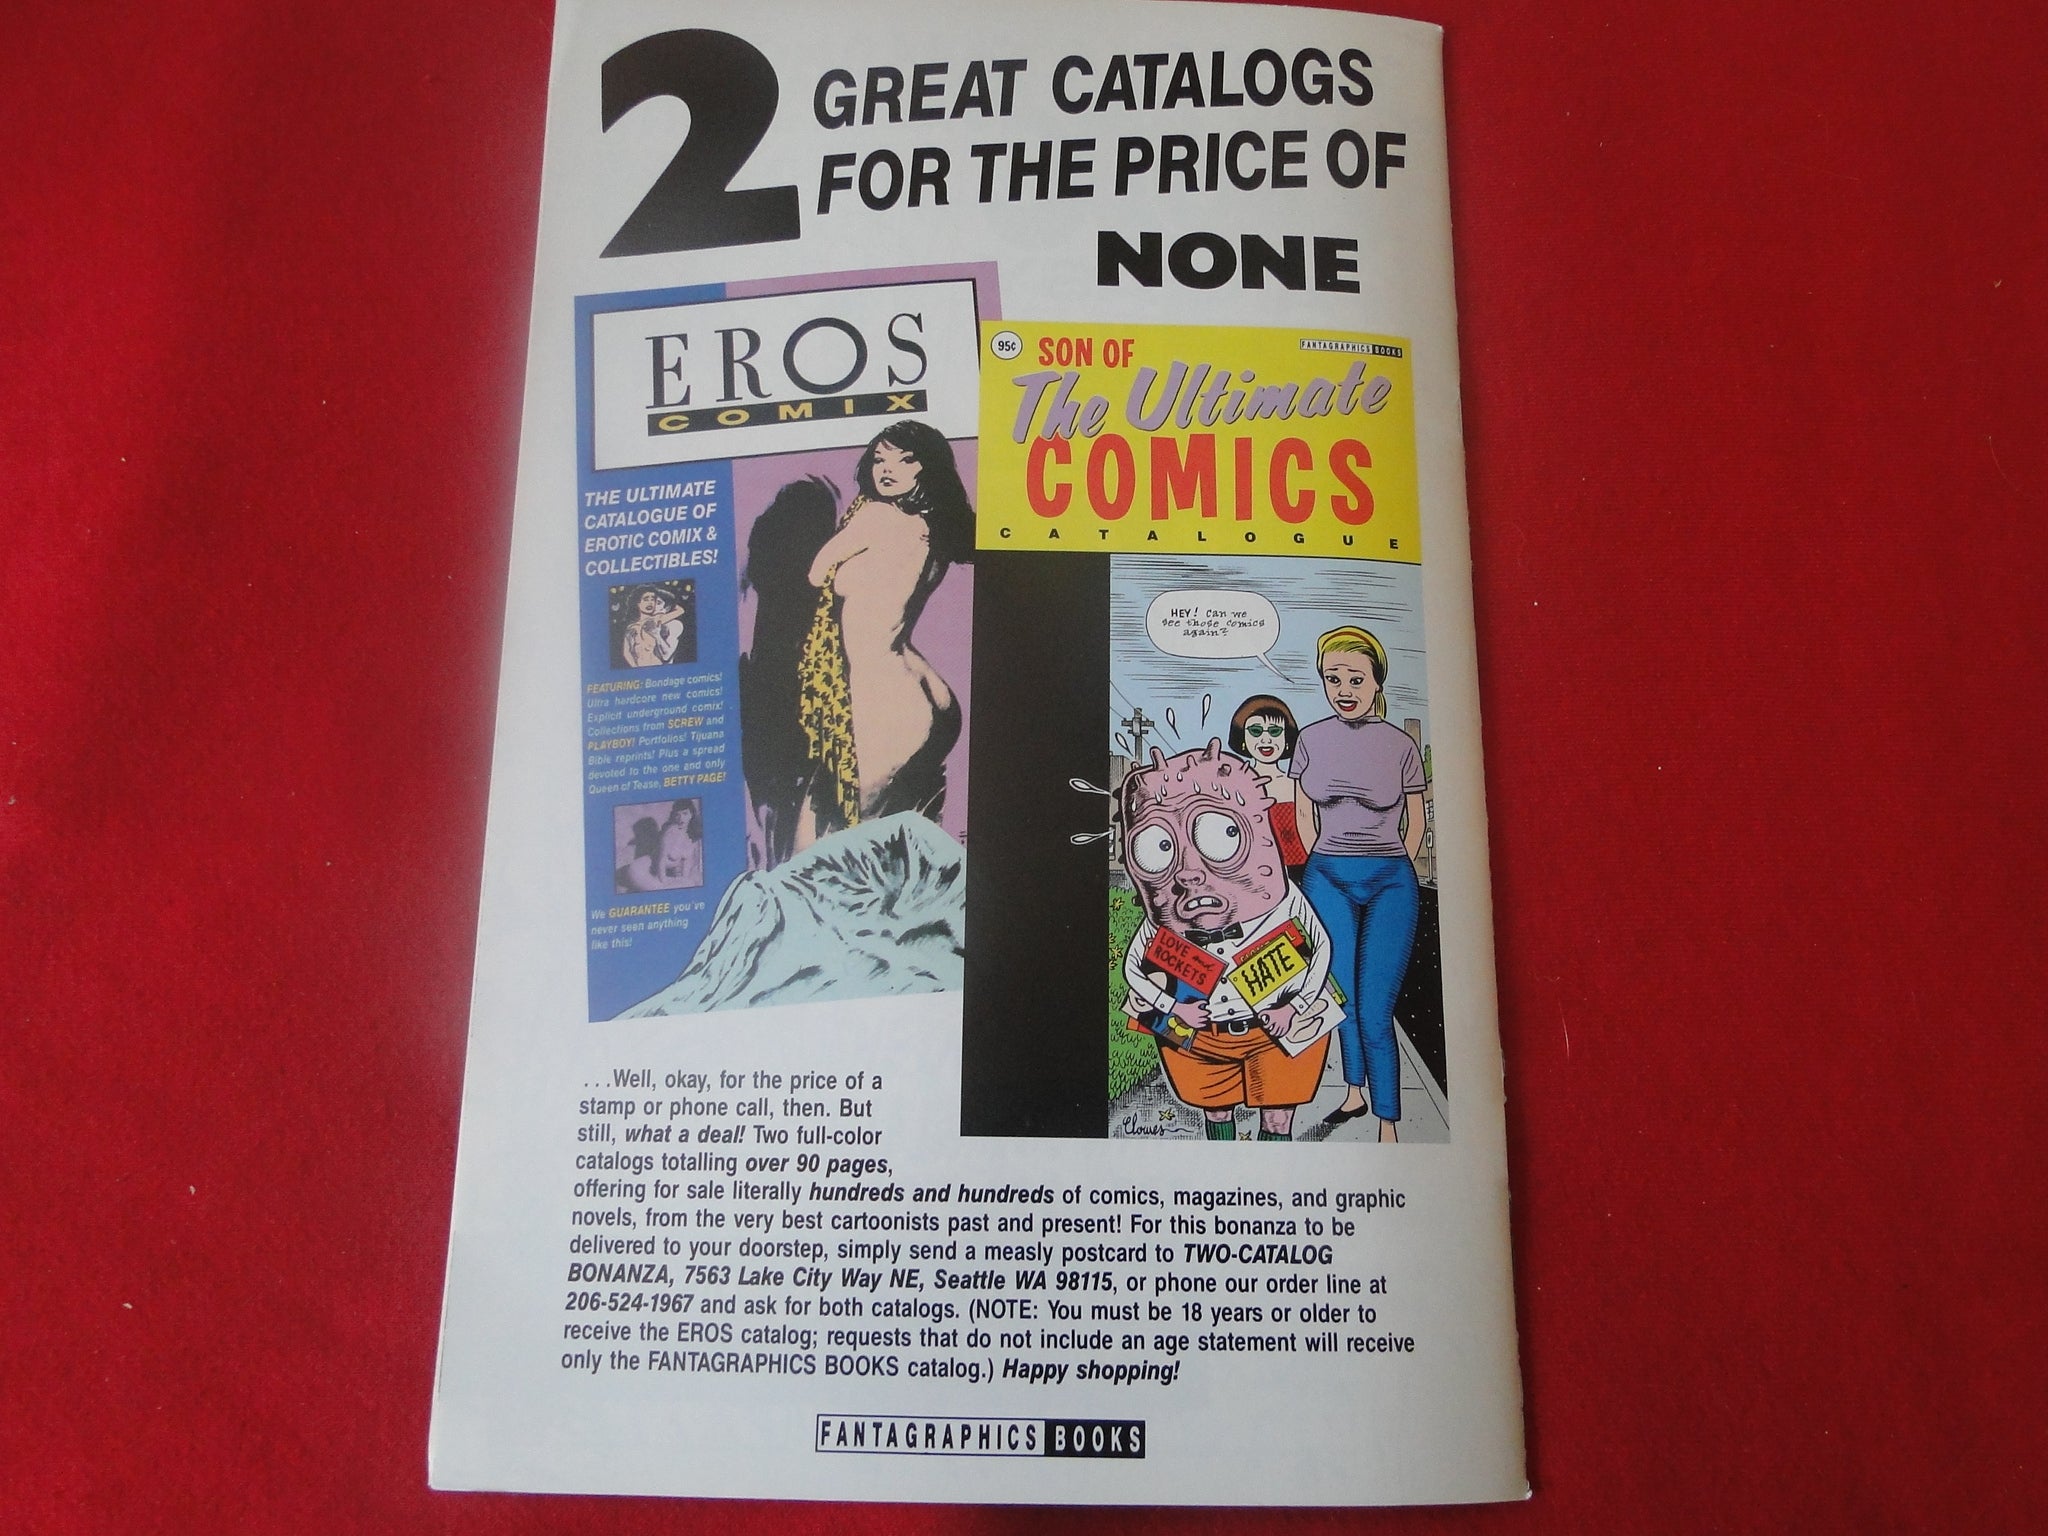 2 GREAT CATALOGS
FOR THE PRICE OF
NONE
EROS
COMIX
THE ULTIMATE
CATALOGUE OF
EROTIC COMIX &
COLLECTIBLES!
FEATURING: Bondage comics!
Ultra hardcore new comics!
Explicit underground comix!
Collections from SCREW and
PLAYBOY! Portfolios! Tijuana
Bible reprints! Plus a spread
devoted to the one and only
Queen of Tease, BETTY PAGE!
We GUARANTEE you've
never seen anything
like this!
95¢
SON OF
FANTAGRAPHICS BOOKS
The Ultimate
COMICS
CATALOGUE
HEY! Can we
see those comics
again?
LOVE and
ROCKETS
HATE
Clowes
...Well, okay, for the price of a
stamp or phone call, then. But
still, what a deal! Two full-color
catalogs totalling over 90 pages,
offering for sale literally hundreds and hundreds of comics, magazines, and graphic
novels, from the very best cartoonists past and present! For this bonanza to be
delivered to your doorstep, simply send a measly postcard to TWO-CATALOG
BONANZA, 7563 Lake City Way NE, Seattle WA 98115, or phone our order line at
206-524-1967 and ask for both catalogs. (NOTE: You must be 18 years or older to
receive the EROS catalog; requests that do not include an age statement will receive
only the FANTAGRAPHICS BOOKS catalog.) Happy shopping!
FANTAGRAPHICS BOOKS